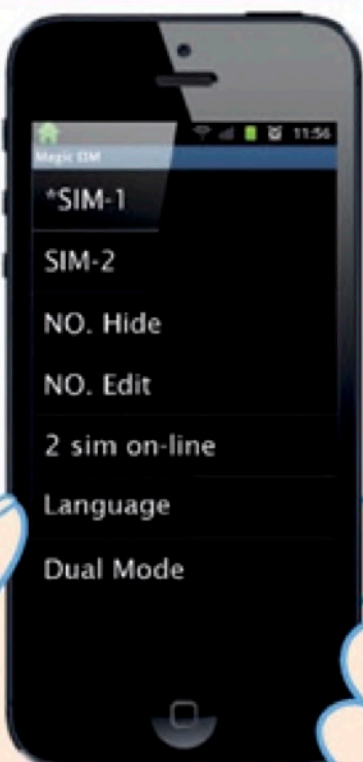 11:56
Magic SIM
*SIM-1
SIM-2
NO. Hide
NO. Edit
2 sim on-line
Language
Dual Mode